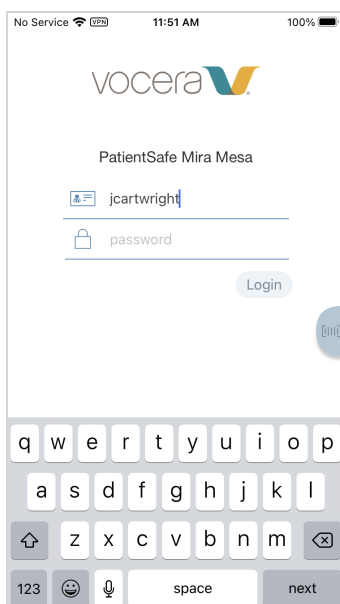 No Service VPN 11:51 AM 100%
vocera
PatientSafe Mira Mesa
jcartwright
password
Login
q w e r t y u i o p
a s d f g h j k l
z x c v b n m
123 space next